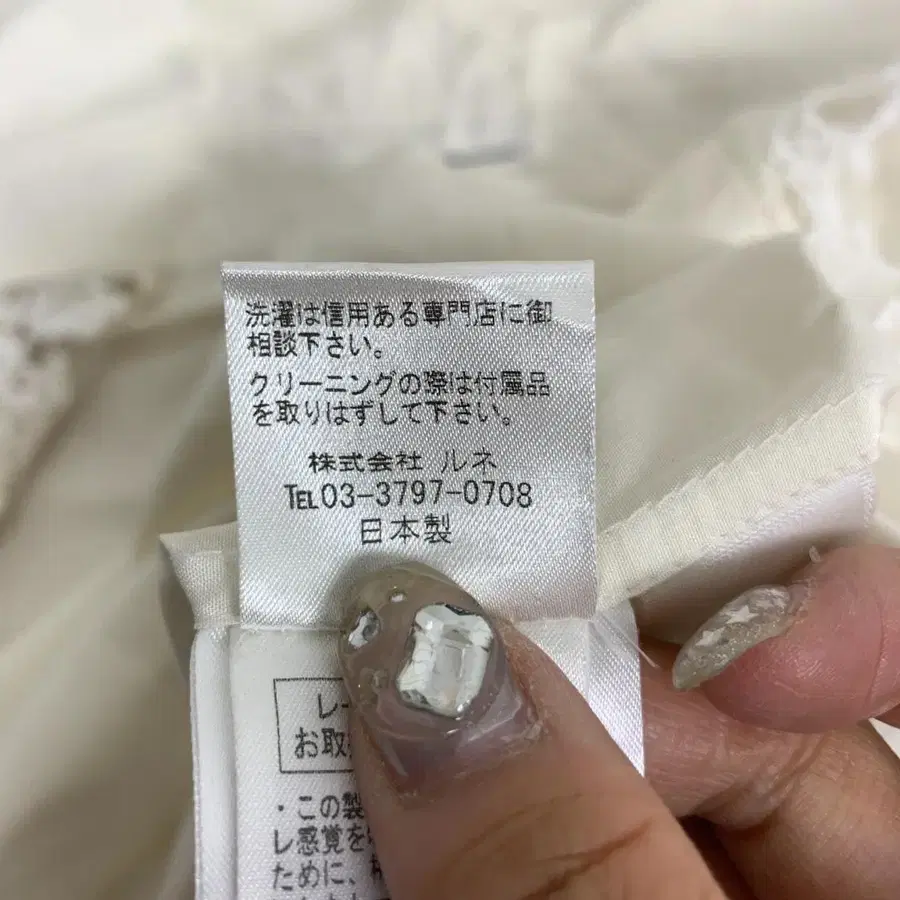 洗濯は信用ある専門店に御
相談下さい。
クリーニングの際は付属品
を取りはずして下さい。
株式会社 ルネ
TEL03-3797-0708
日本製
レー
お取
・この製
レ感覚を
ために、